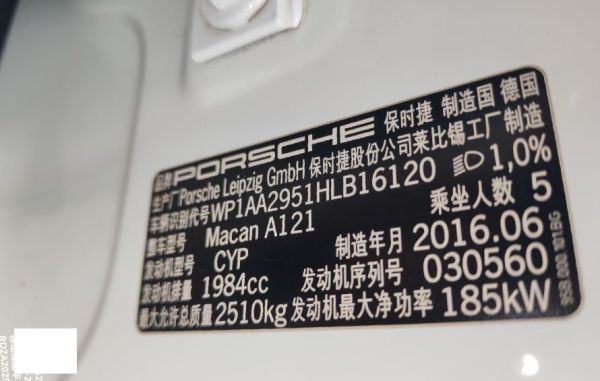 品牌 PORSCHE 保时捷 制造国 德国
生产厂 Porsche Leipzig GmbH 保时捷股份公司莱比锡工厂制造
车辆识别代号 WP1AA2951HLB16120 1,0%
整车型号 Macan A121 乘坐人数 5
发动机型号 CYP 制造年月 2016.06
发动机排量 1984cc 发动机序列号 030560
最大允许总质量 2510kg 发动机最大净功率 185kW
95B.000.101.BG